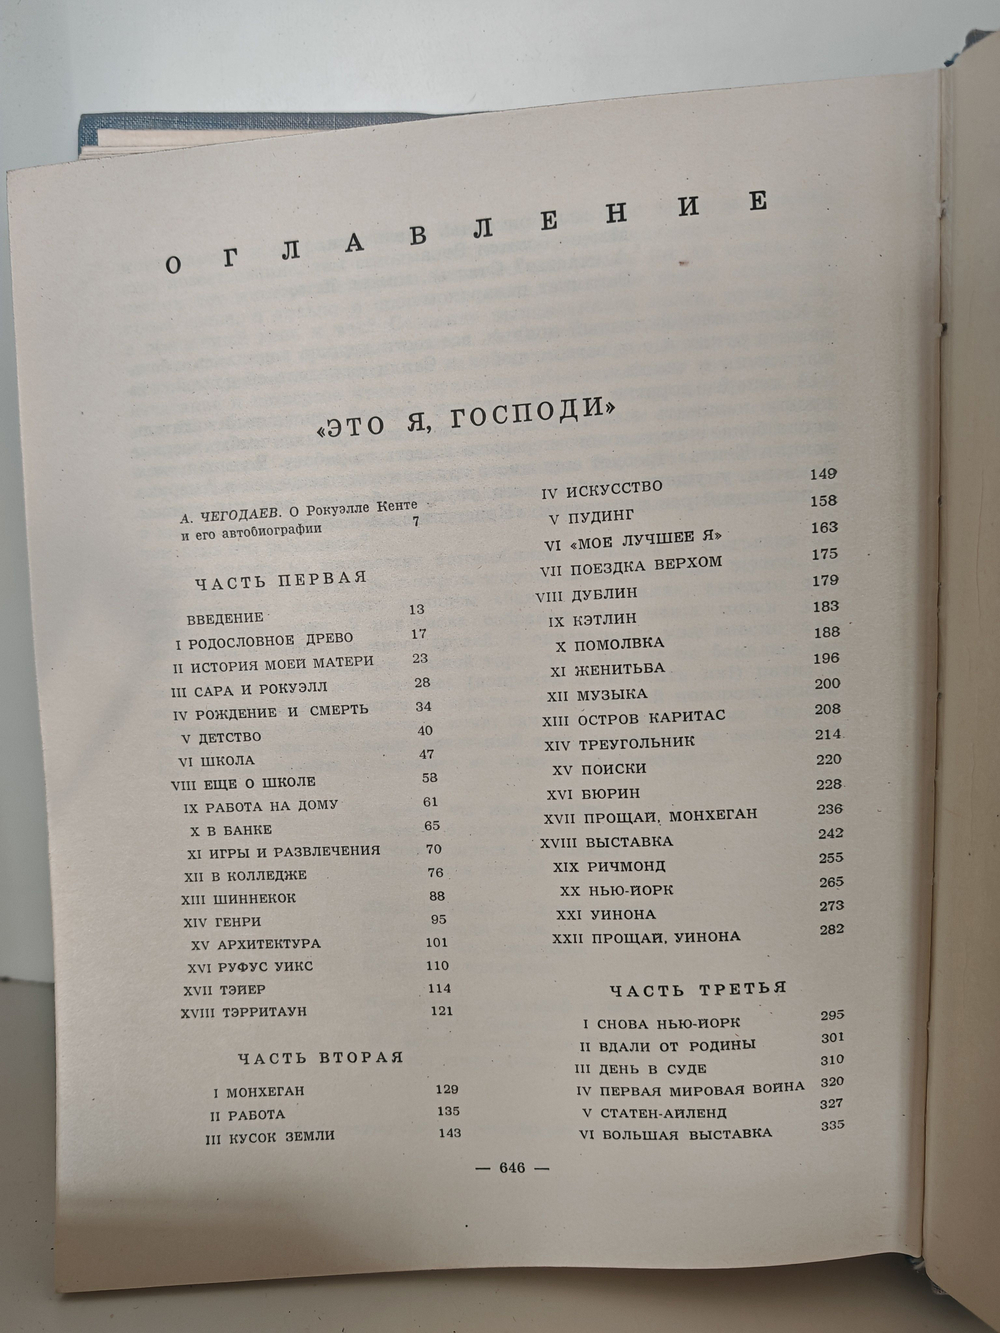 ОГЛАВЛЕНИЕ
«ЭТО Я, ГОСПОДИ»
А. ЧЕГОДАЕВ. О Рокуэлле Кенте
и его автобиографии 7
ЧАСТЬ ПЕРВАЯ
ВВЕДЕНИЕ 13
I РОДОСЛОВНОЕ ДРЕВО 17
II ИСТОРИЯ МОЕЙ МАТЕРИ 23
III САРА И РОКУЭЛЛ 28
IV РОЖДЕНИЕ И СМЕРТЬ 34
V ДЕТСТВО 40
VI ШКОЛА 47
VIII ЕЩЕ О ШКОЛЕ 58
IX РАБОТА НА ДОМУ 61
X В БАНКЕ 65
XI ИГРЫ И РАЗВЛЕЧЕНИЯ 70
XII В КОЛЛЕДЖЕ 76
XIII ШИННЕКОК 88
XIV ГЕНРИ 95
XV АРХИТЕКТУРА 101
XVI РУФУС УИКС 110
XVII ТЭЙЕР 114
XVIII ТЭРРИТАУН 121
ЧАСТЬ ВТОРАЯ
I МОНХЕГАН 129
II РАБОТА 135
III КУСОК ЗЕМЛИ 143
IV ИСКУССТВО 149
V ПУДИНГ 158
VI «МОЕ ЛУЧШЕЕ Я» 163
VII ПОЕЗДКА ВЕРХОМ 175
VIII ДУБЛИН 179
IX КЭТЛИН 183
X ПОМОЛВКА 188
XI ЖЕНИТЬБА 196
XII МУЗЫКА 200
XIII ОСТРОВ КАРИТАС 208
XIV ТРЕУГОЛЬНИК 214
XV ПОИСКИ 220
XVI БЮРИН 228
XVII ПРОЩАЙ, МОНХЕГАН 236
XVIII ВЫСТАВКА 242
XIX РИЧМОНД 255
XX НЬЮ-ЙОРК 265
XXI УИНОНА 273
XXII ПРОЩАЙ, УИНОНА 282
ЧАСТЬ ТРЕТЬЯ
I СНОВА НЬЮ-ЙОРК 295
II ВДАЛИ ОТ РОДИНЫ 301
III ДЕНЬ В СУДЕ 310
IV ПЕРВАЯ МИРОВАЯ ВОЙНА 320
V СТАТЕН-АЙЛЕНД 327
VI БОЛЬШАЯ ВЫСТАВКА 335
— 646 —